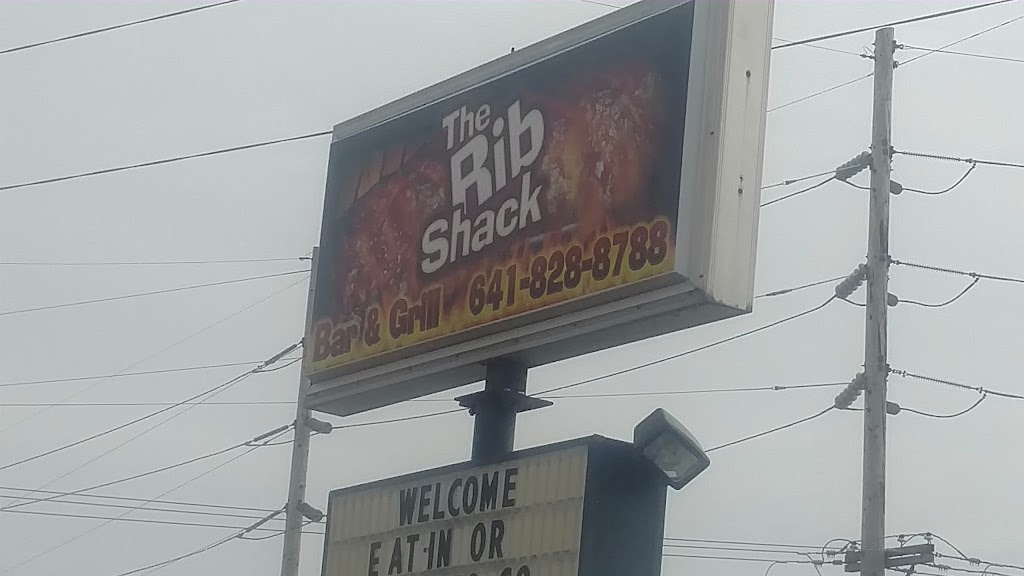 The
Rib
Shack
Bar & Grill 641-828-8788
WELCOME
EAT-IN OR